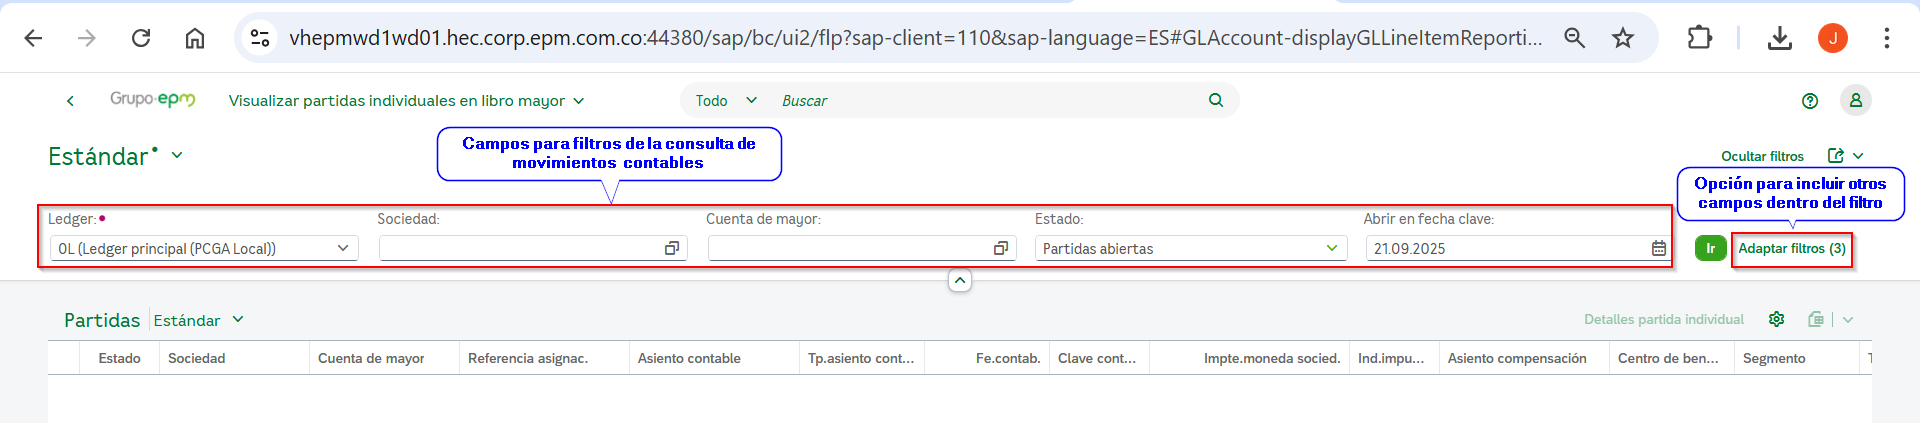 vhepmwd1wd01.hec.corp.epm.com.co:44380/sap/bc/ui2/flp?sap-client=110&sap-language=ES#GLAccount-displayGLLineItemReporti...
J
Grupo·epm
Visualizar partidas individuales en libro mayor
Todo
Buscar
Campos para filtros de la consulta de
movimientos contables
Estándar*
Ocultar filtros
Opción para incluir otros
campos dentro del filtro
Ledger:
Sociedad:
Cuenta de mayor:
Estado:
Abrir en fecha clave:
0L (Ledger principal (PCGA Local))
Partidas abiertas
21.09.2025
Ir
Adaptar filtros (3)
Partidas
Estándar
Detalles partida individual
Estado
Sociedad
Cuenta de mayor
Referencia asignac.
Asiento contable
Tp.asiento cont...
Fe.contab.
Clave cont...
Impte.moneda socied.
Ind.impu...
Asiento compensación
Centro de ben...
Segmento